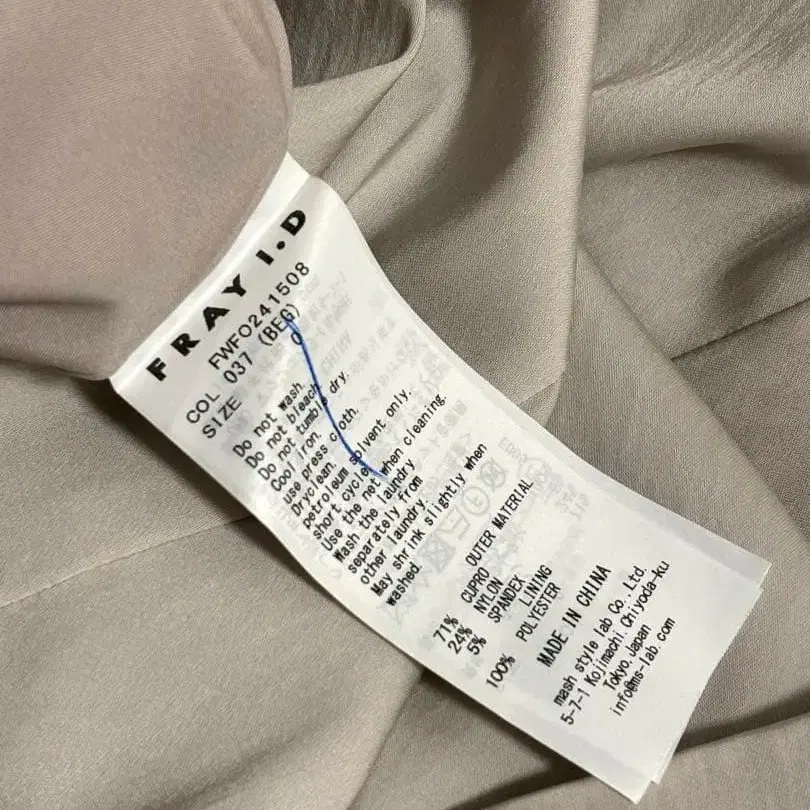 FRAY I.D
FWFO241508
COL 037 (BEG)
SIZE 0
Do not wash.
Do not bleach.
Do not tumble dry.
Cool iron.
use press cloth.
Dryclean.
petroleum solvent only.
short cycle
Use the net when cleaning.
Wash the laundry
separately from
other laundry.
May shrink slightly when
washed.
OUTER MATERIAL
71% CUPRO
24% NYLON
5% SPANDEX
LINING
100% POLYESTER
MADE IN CHINA
mash style lab Co., Ltd.
5-7-1 Kojimachi, Chiyoda-ku
Tokyo, Japan
info@ms-lab.com